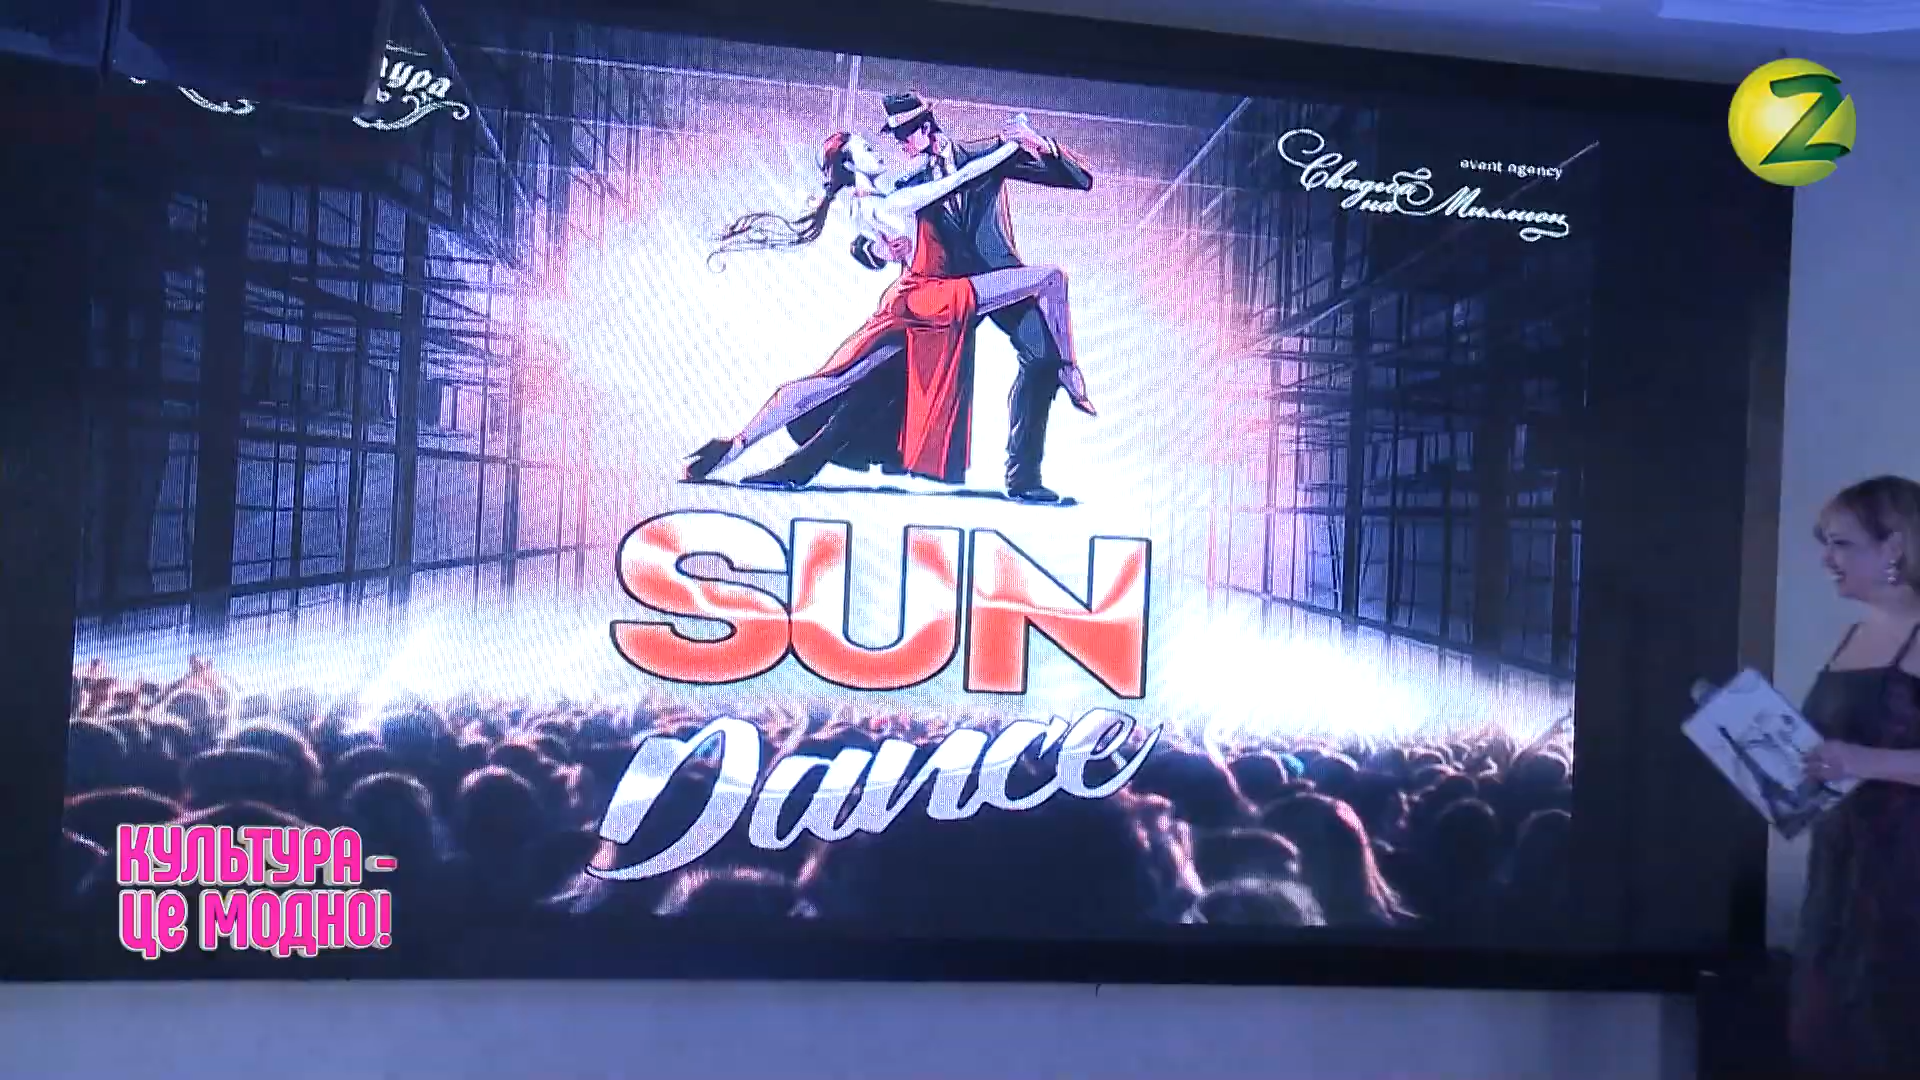 event agency
Свадьба
на Миллион
SUN
Dance
КУЛЬТУРА -
ЦЕ МОДНО!
Z